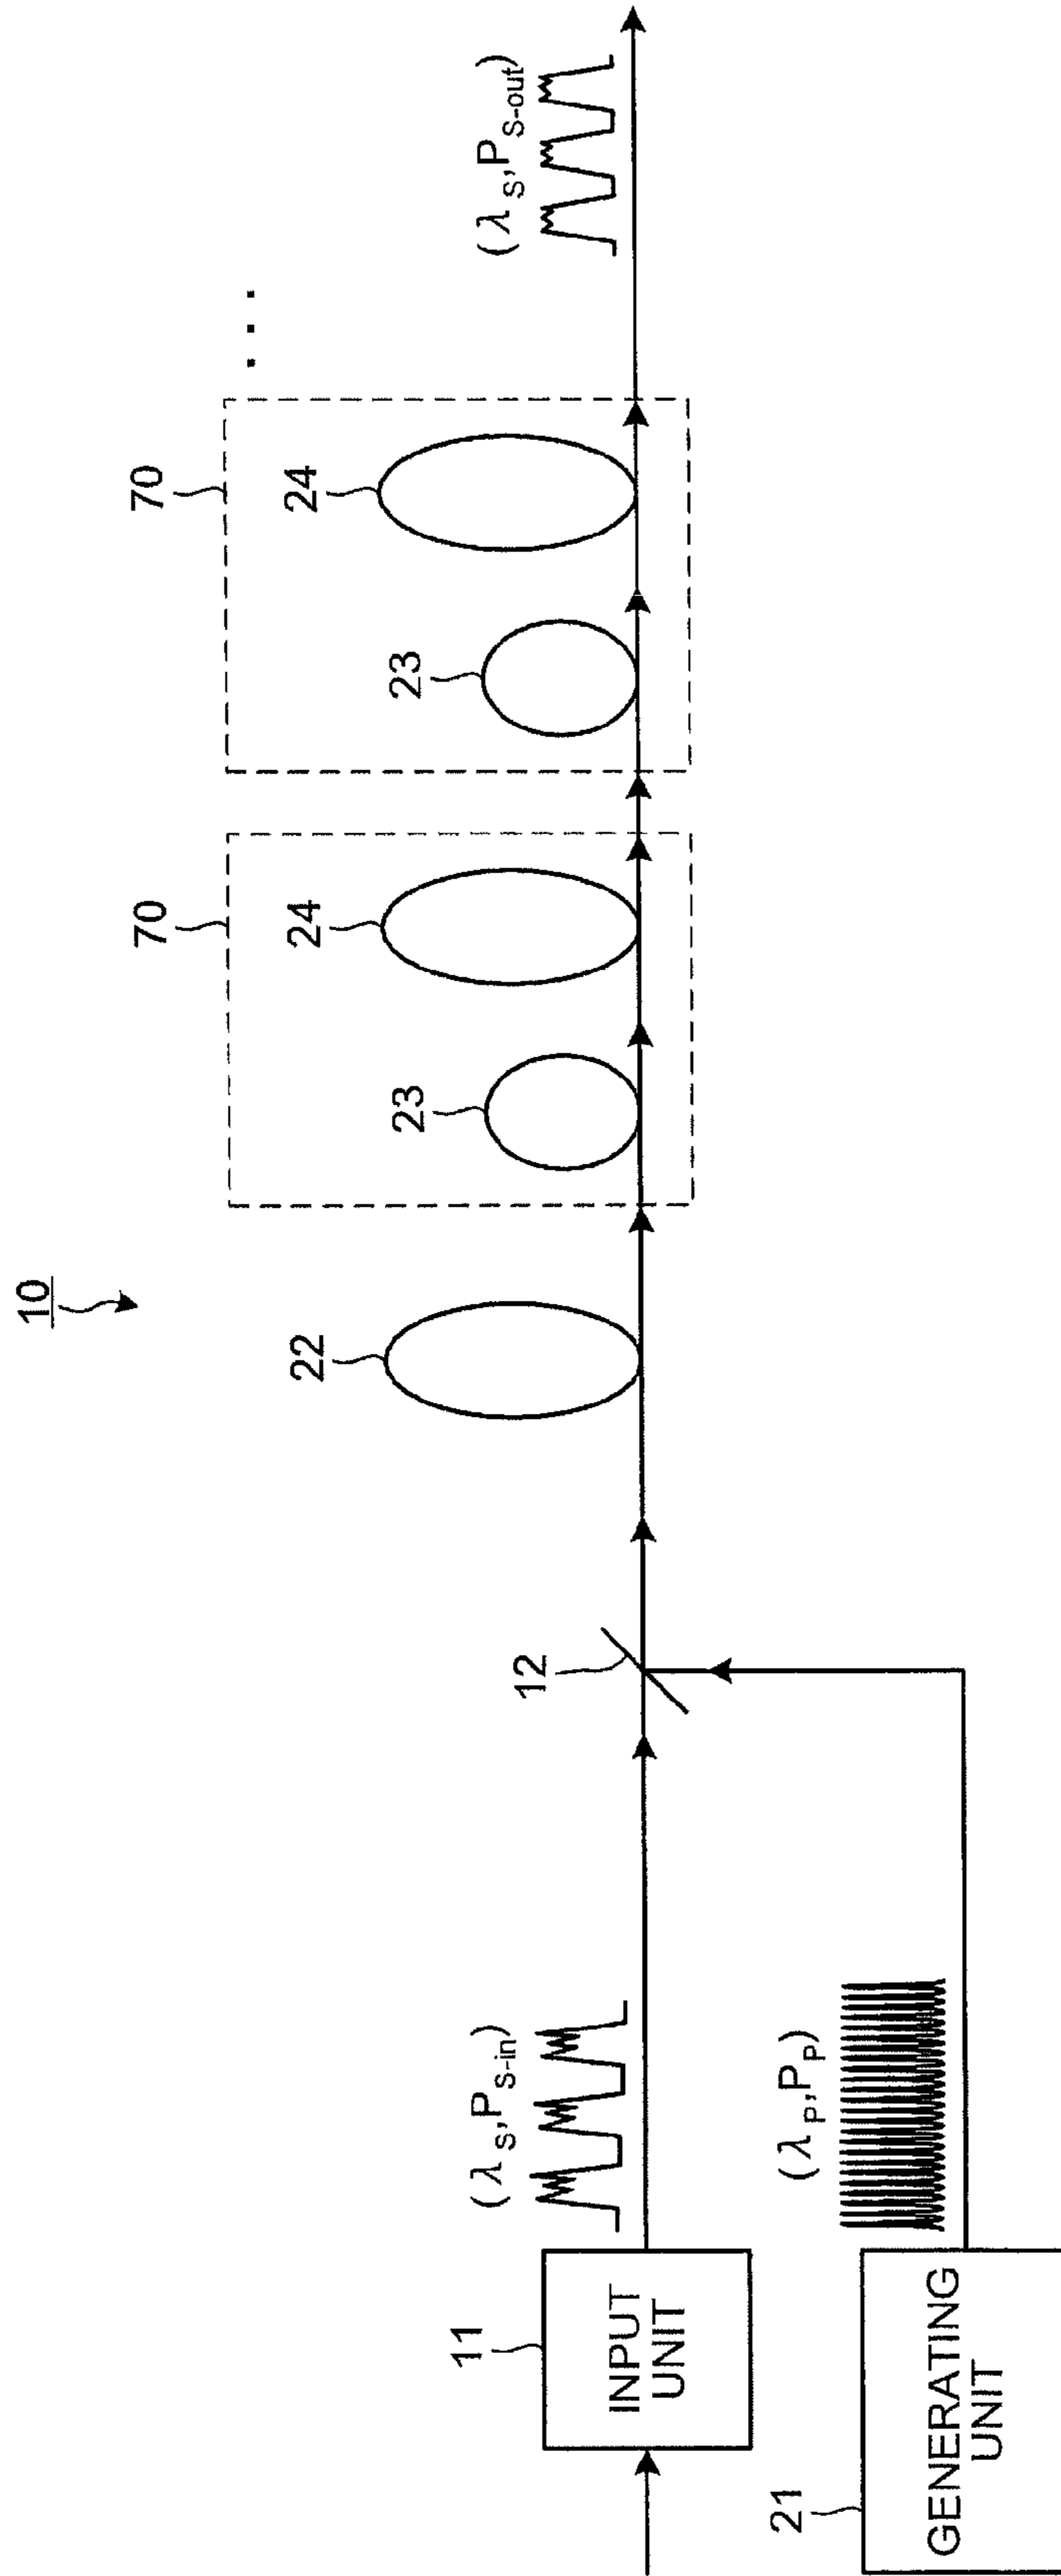 10
70
70
22
23
24
23
24
...
(λS,PS-in)
(λS,PS-out)
11
INPUT
UNIT
12
(λP,PP)
21
GENERATING
UNIT